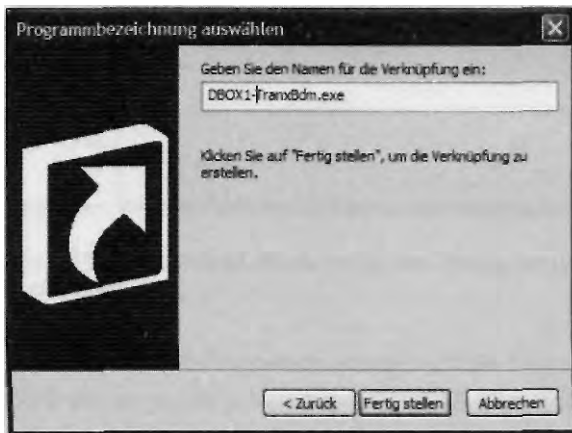 Programmbezeichnung auswählen
Geben Sie den Namen für die Verknüpfung ein:
DBOX1-TranxBdm.exe
Klicken Sie auf "Fertig stellen", um die Verknüpfung zu
erstellen.
< Zurück Fertig stellen Abbrechen